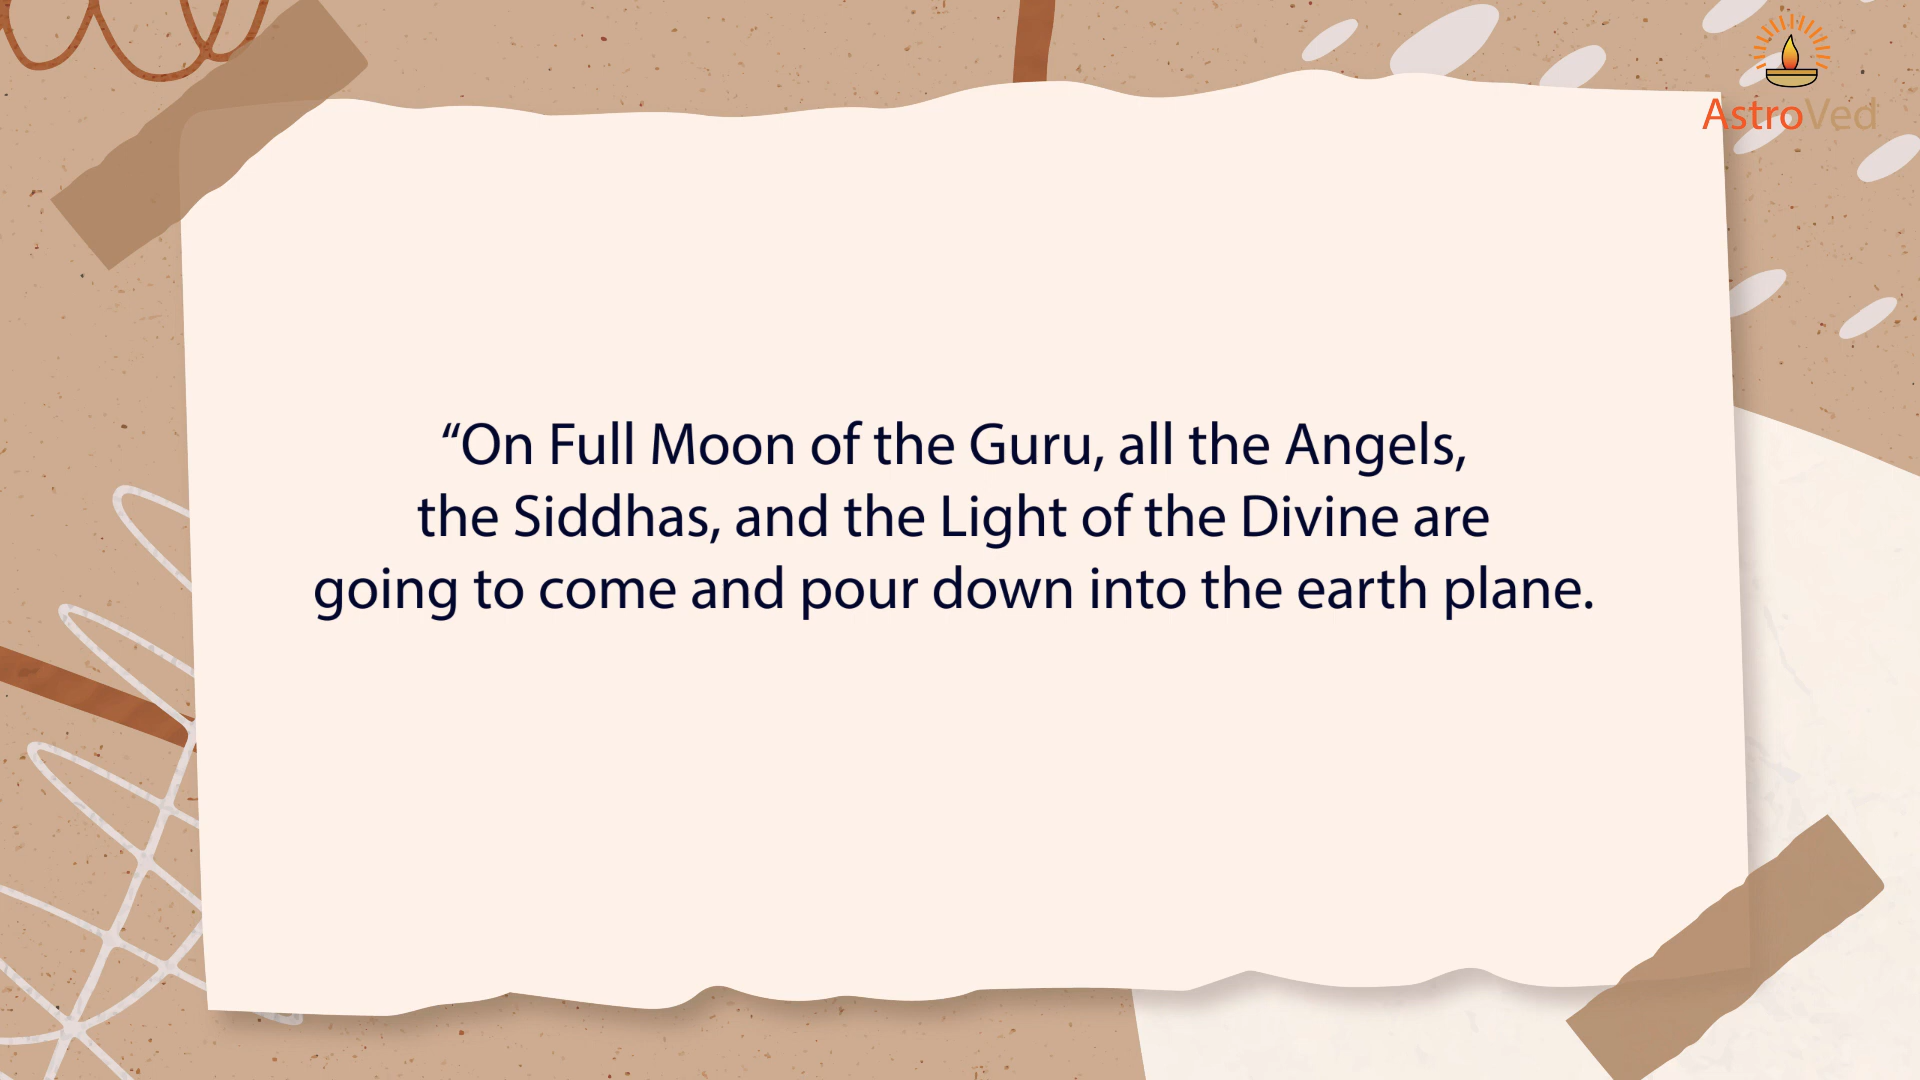 AstroVed
“On Full Moon of the Guru, all the Angels,
the Siddhas, and the Light of the Divine are
going to come and pour down into the earth plane.